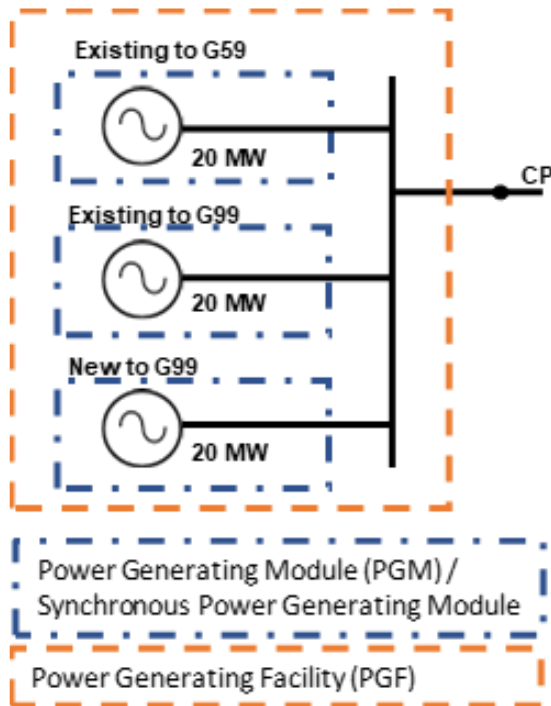 Existing to G59
20 MW
CP
Existing to G99
20 MW
New to G99
20 MW
Power Generating Module (PGM) /
Synchronous Power Generating Module
Power Generating Facility (PGF)